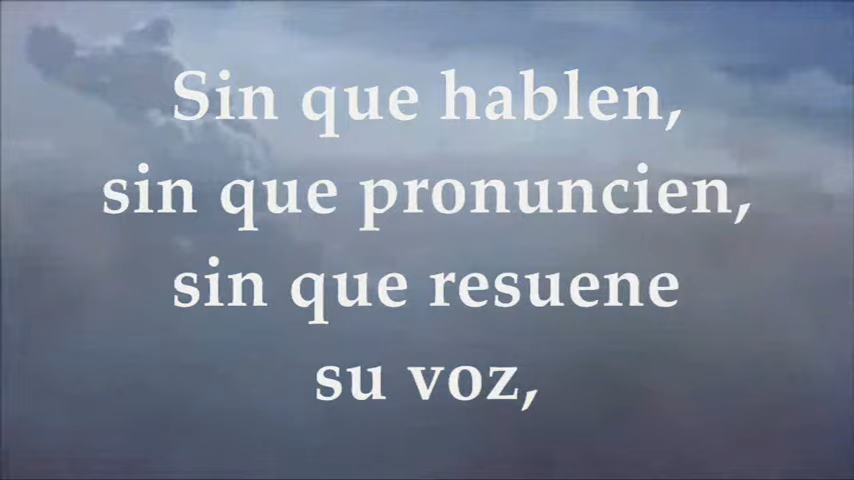 Sin que hablen,
sin que pronuncien,
sin que resuene
su voz,